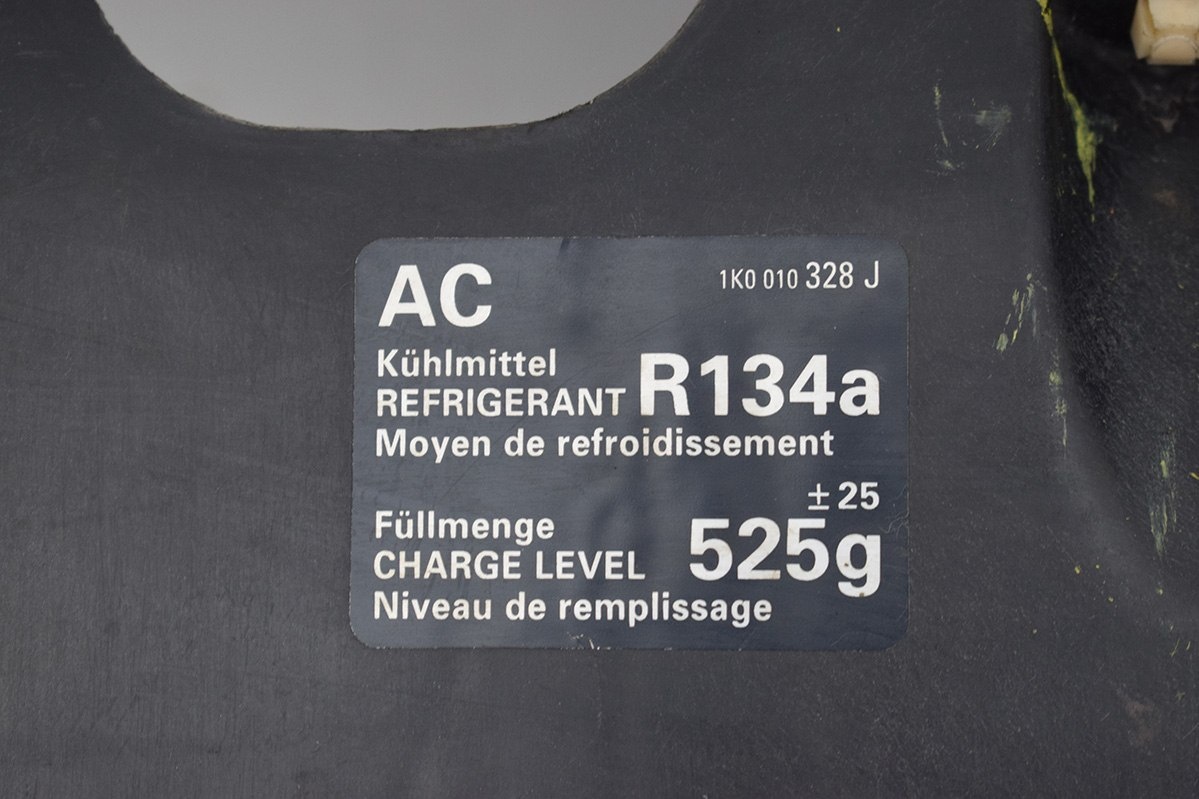 AC
1K0 010 328 J
Kühlmittel
REFRIGERANT R134a
Moyen de refroidissement
± 25
Füllmenge
CHARGE LEVEL 525g
Niveau de remplissage